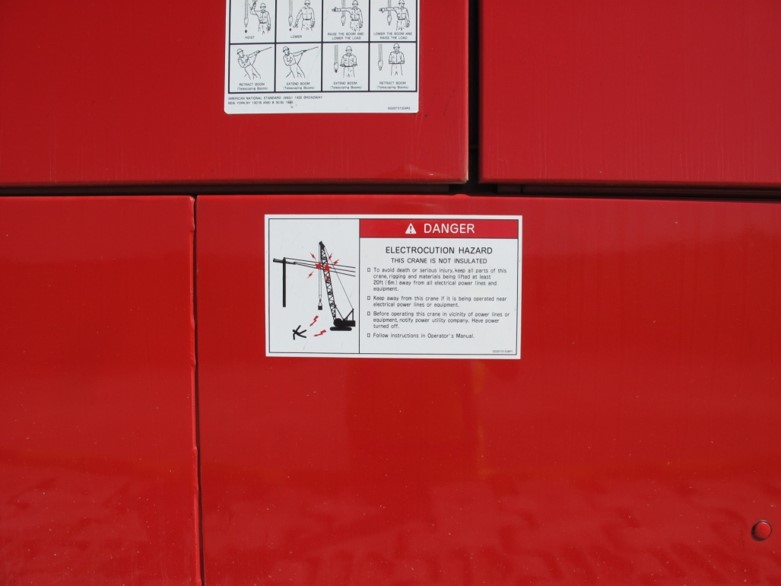 HOIST
LOWER
RAISE THE BOOM AND
LOWER THE LOAD
LOWER THE BOOM AND
RAISE THE LOAD
RETRACT BOOM
(Telescoping Booms)
EXTEND BOOM
(Telescoping Booms)
EXTEND BOOM
(Telescoping Booms)
RETRACT BOOM
(Telescoping Booms)
AMERICAN NATIONAL STANDARD
DANGER
ELECTROCUTION HAZARD
THIS CRANE IS NOT INSULATED
To avoid death or serious injury, keep all parts of this
crane, rigging and materials being lifted at least
20ft (6m) away from all electrical power lines and
equipment.
Keep away from this crane if it is being operated near
electrical power lines or equipment.
Before operating this crane in vicinity of power lines or
equipment, notify power utility company. Have power
turned off.
Follow instructions in Operator's Manual.